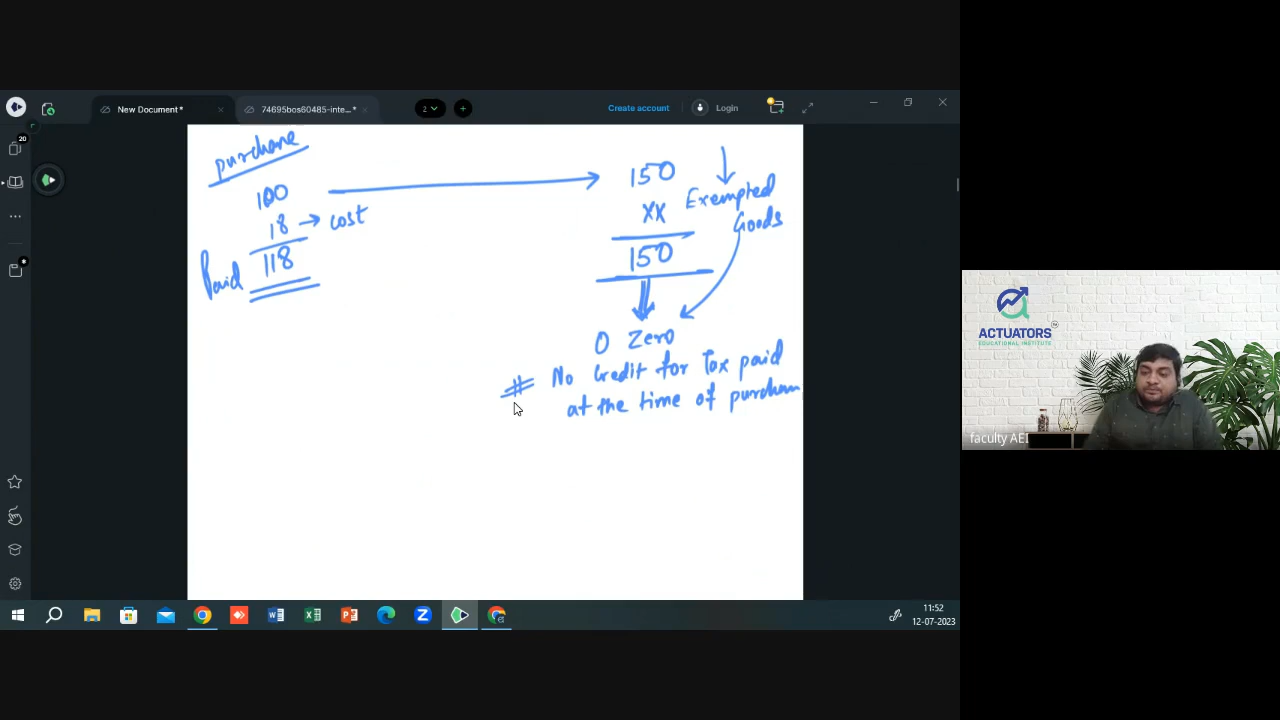 New Document*
74695bos60485-inte...*
2
Create account
Login
20
purchase
100
18 → cost
Paid 118
150
xx
150
Exempted
Goods
0 Zero
# No Credit for Tax paid
at the time of purchase
ACTUATORS
EDUCATIONAL INSTITUTE
faculty AEI
11:52
12-07-2023